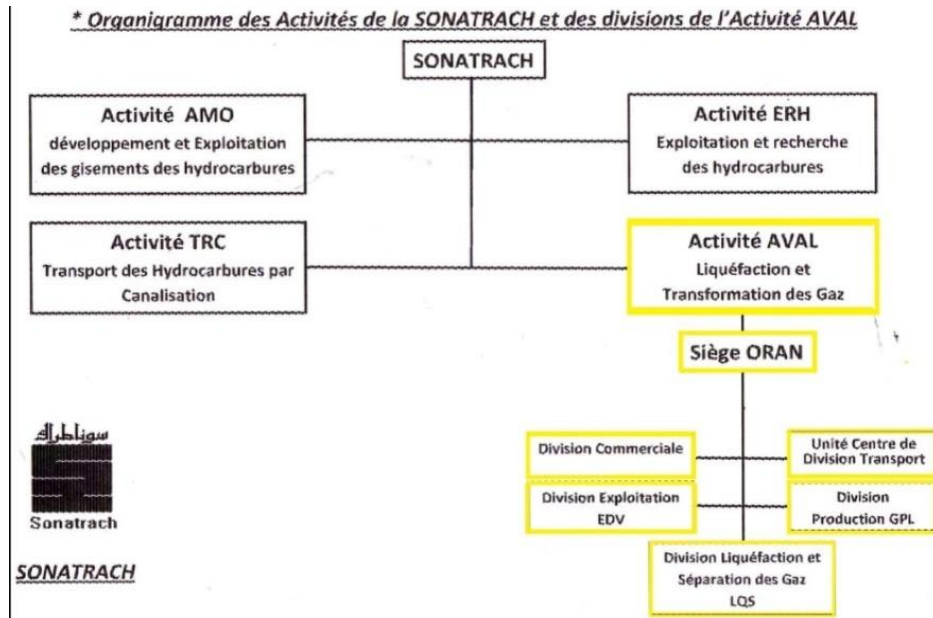 * Organigramme des Activités de la SONATRACH et des divisions de l'Activité AVAL
SONATRACH
Activité AMO
développement et Exploitation
des gisements des hydrocarbures
Activité ERH
Exploitation et recherche
des hydrocarbures
Activité TRC
Transport des Hydrocarbures par
Canalisation
Activité AVAL
Liquéfaction et
Transformation des Gaz
Siège ORAN
Division Commerciale
Unité Centre de
Division Transport
Division Exploitation
EDV
Division
Production GPL
Division Liquéfaction et
Séparation des Gaz
LQS
سوناطراك
Sonatrach
SONATRACH